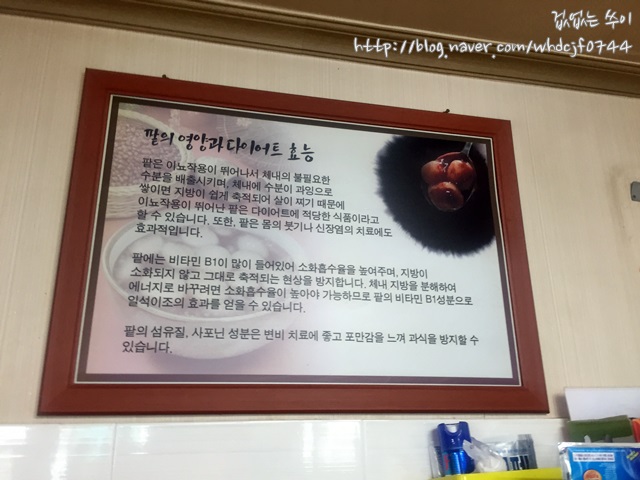 겁없는 쑤이
http://blog.naver.com/whdcjf0744
팥의 영양과 다이어트 효능
팥은 이뇨작용이 뛰어나서 체내의 불필요한
수분을 배출시키며, 체내에 수분이 과잉으로
쌓이면 지방이 쉽게 축적되어 살이 찌기 때문에
이뇨작용이 뛰어난 팥은 다이어트에 적당한 식품이라고
할 수 있습니다. 또한, 팥은 몸의 붓기나 신장염의 치료에도
효과적입니다.
팥에는 비타민 B1이 많이 들어있어 소화흡수율을 높여주며, 지방이
소화되지 않고 그대로 축적되는 현상을 방지합니다. 체내 지방을 분해하여
에너지로 바꾸려면 소화흡수율이 높아야 가능하므로 팥의 비타민 B1성분으로
일석이조의 효과를 얻을 수 있습니다.
팥의 섬유질, 사포닌 성분은 변비 치료에 좋고 포만감을 느껴 과식을 방지할 수
있습니다.